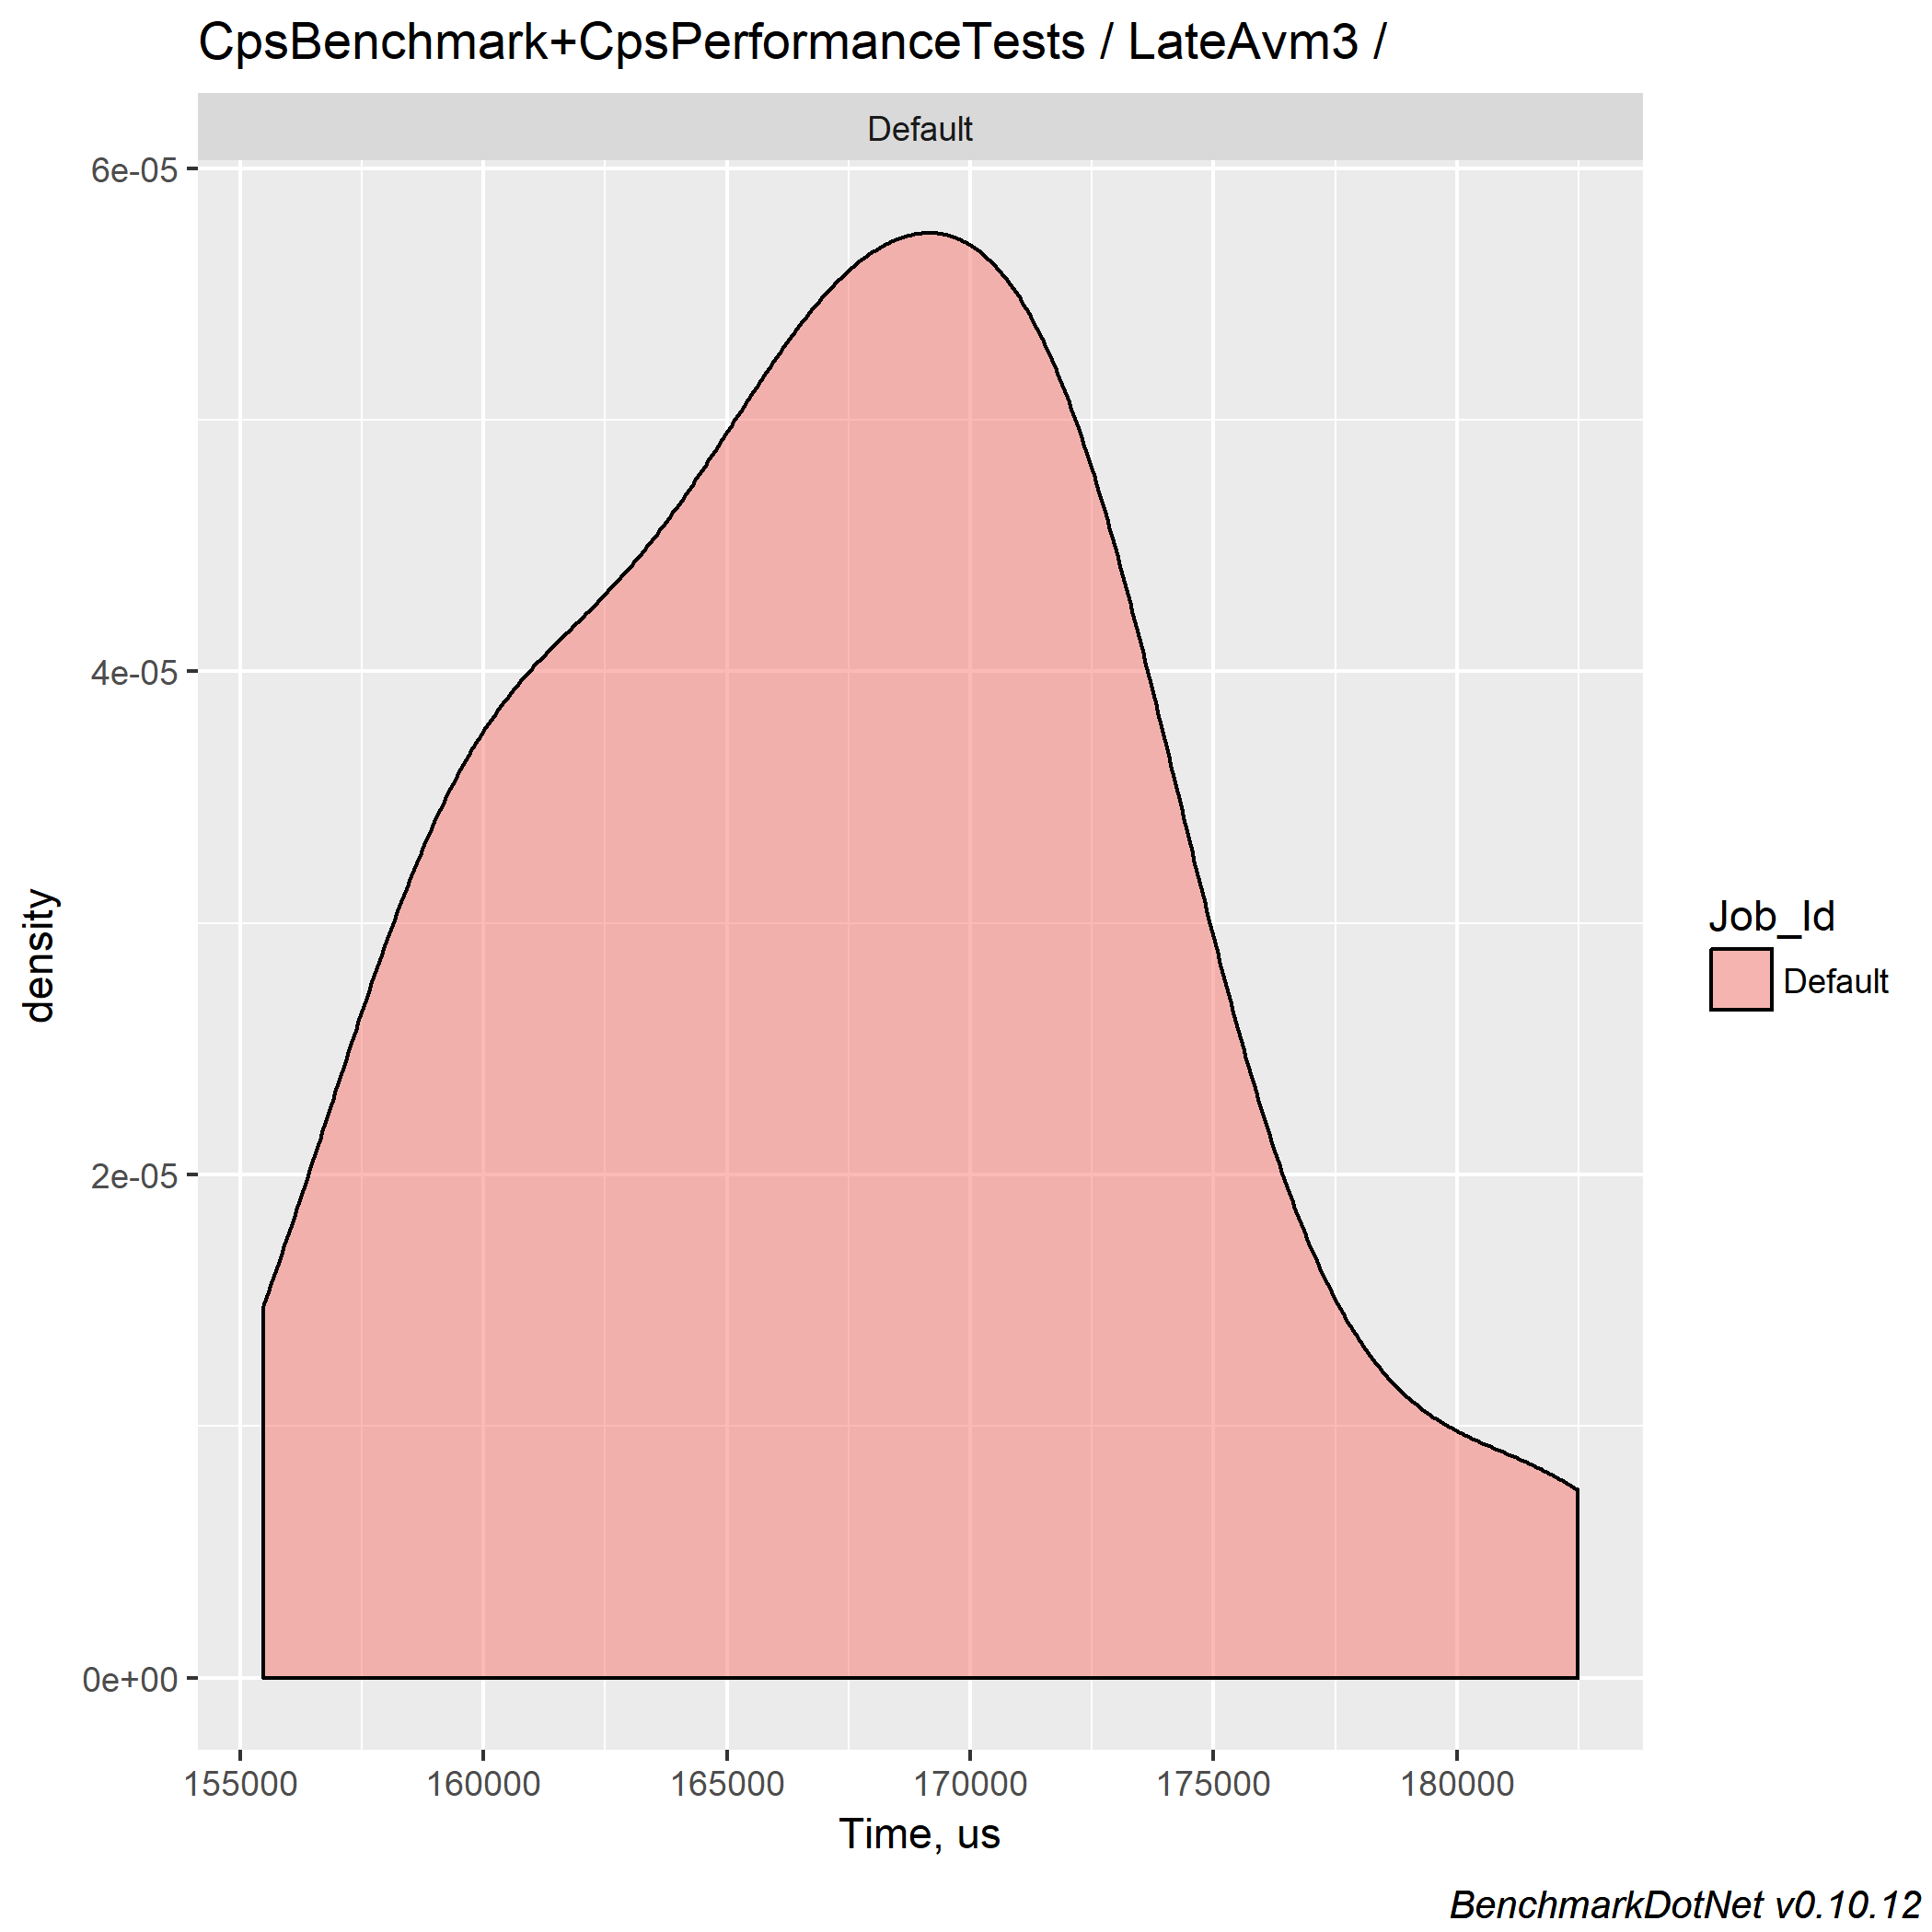 CpsBenchmark+CpsPerformanceTests / LateAvm3 /
Default
6e-05
4e-05
2e-05
0e+00
density
155000 160000 165000 170000 175000 180000
Time, us
Job_Id
Default
BenchmarkDotNet v0.10.12